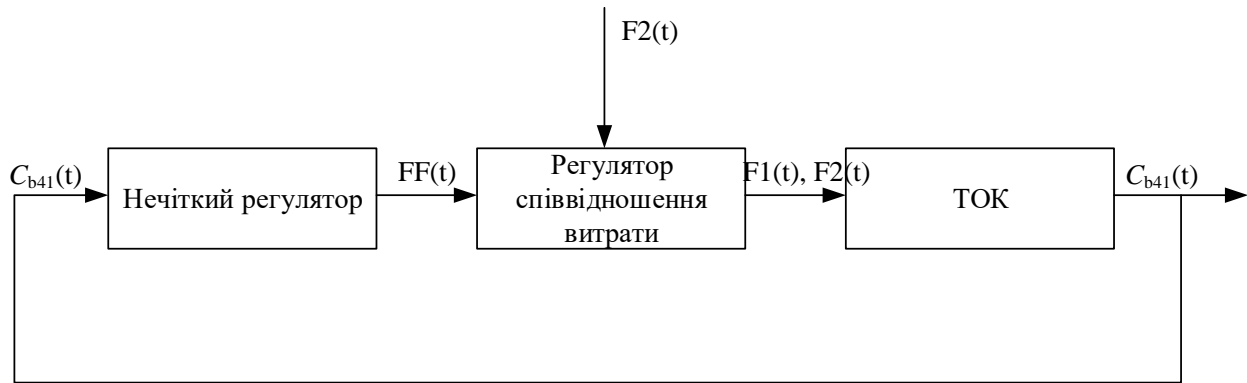 F2(t)
C_b41(t)
Нечіткий регулятор
FF(t)
Регулятор
співвідношення
витрати
F1(t), F2(t)
ТОК
C_b41(t)